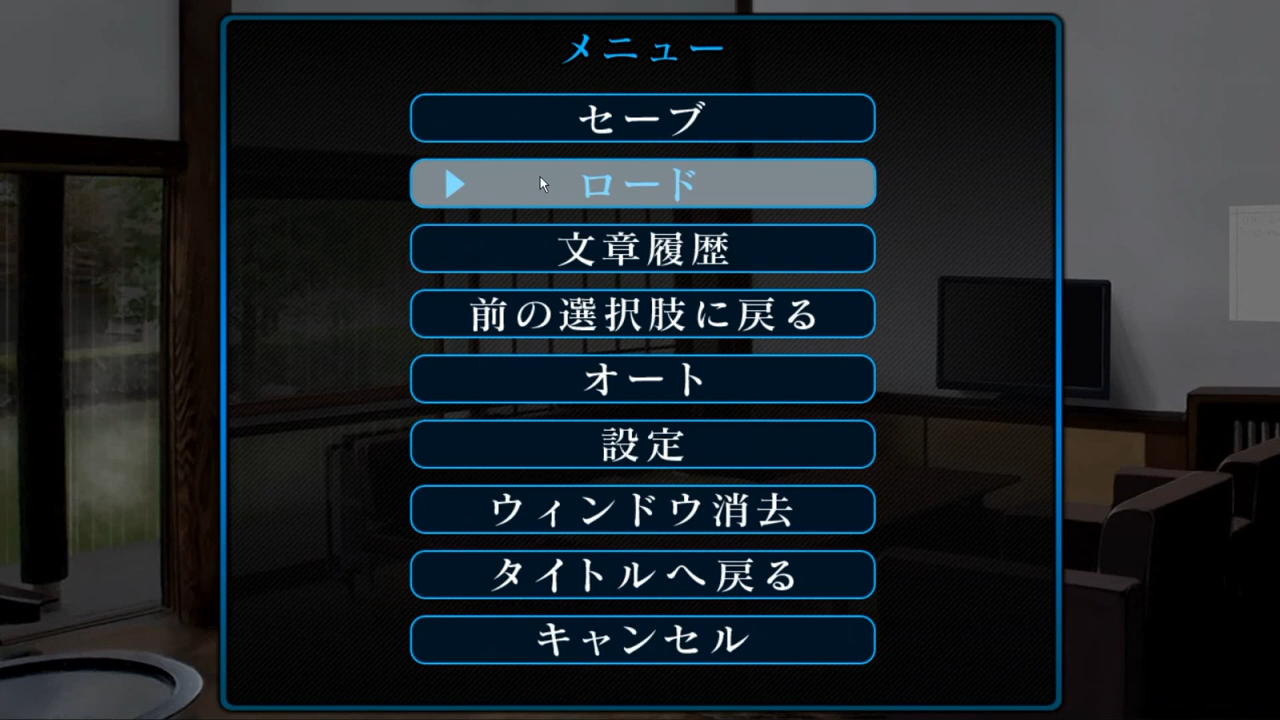 メニュー
セーブ
ロード
文章履歴
前の選択肢に戻る
オート
設定
ウィンドウ消去
タイトルへ戻る
キャンセル